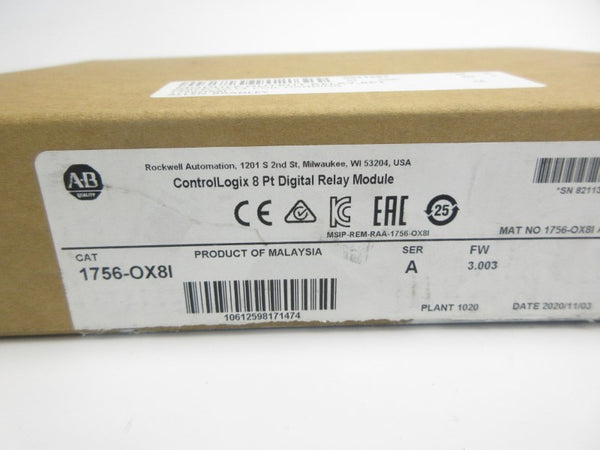 A-B
QUALITY
Rockwell Automation, 1201 S 2nd St, Milwaukee, WI 53204, USA
ControlLogix 8 Pt Digital Relay Module
CE
EAC
25
MSIP-REM-RAA-1756-OX8I
*SN 82113
MAT NO 1756-OX8I
CAT
1756-OX8I
PRODUCT OF MALAYSIA
10612598171474
SER
A
FW
3.003
PLANT 1020
DATE 2020/11/03